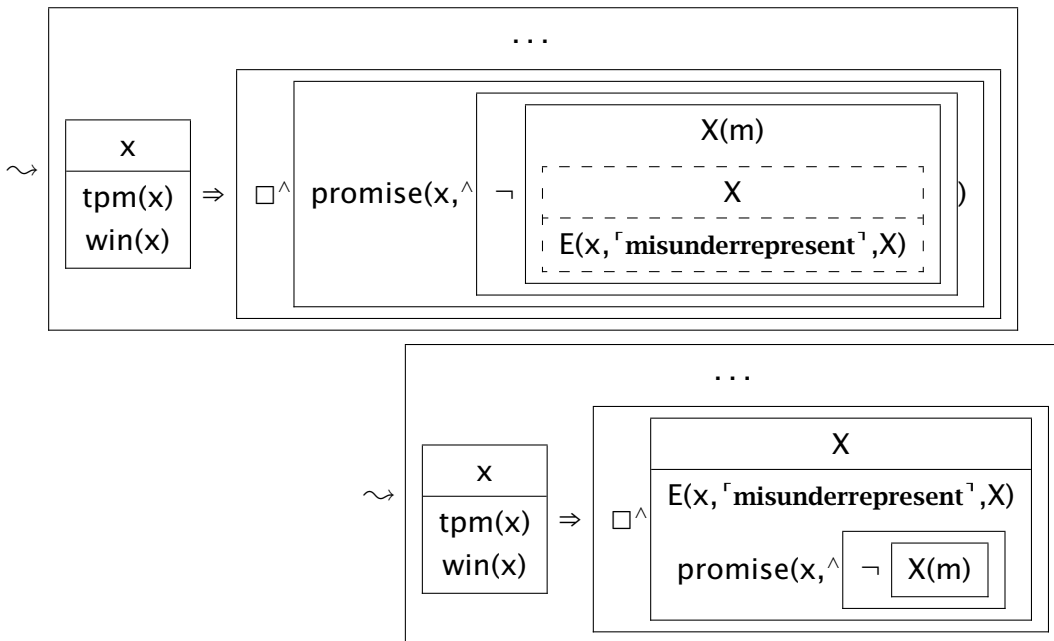 ...
X(m)
x
X
↝ tpm(x) ⇒ □^ promise(x,^ ¬ )
win(x)
E(x,⌜misunderrepresent⌝,X)
...
X
x
E(x,⌜misunderrepresent⌝,X)
↝ tpm(x) ⇒ □^
win(x)
promise(x,^ ¬ X(m)